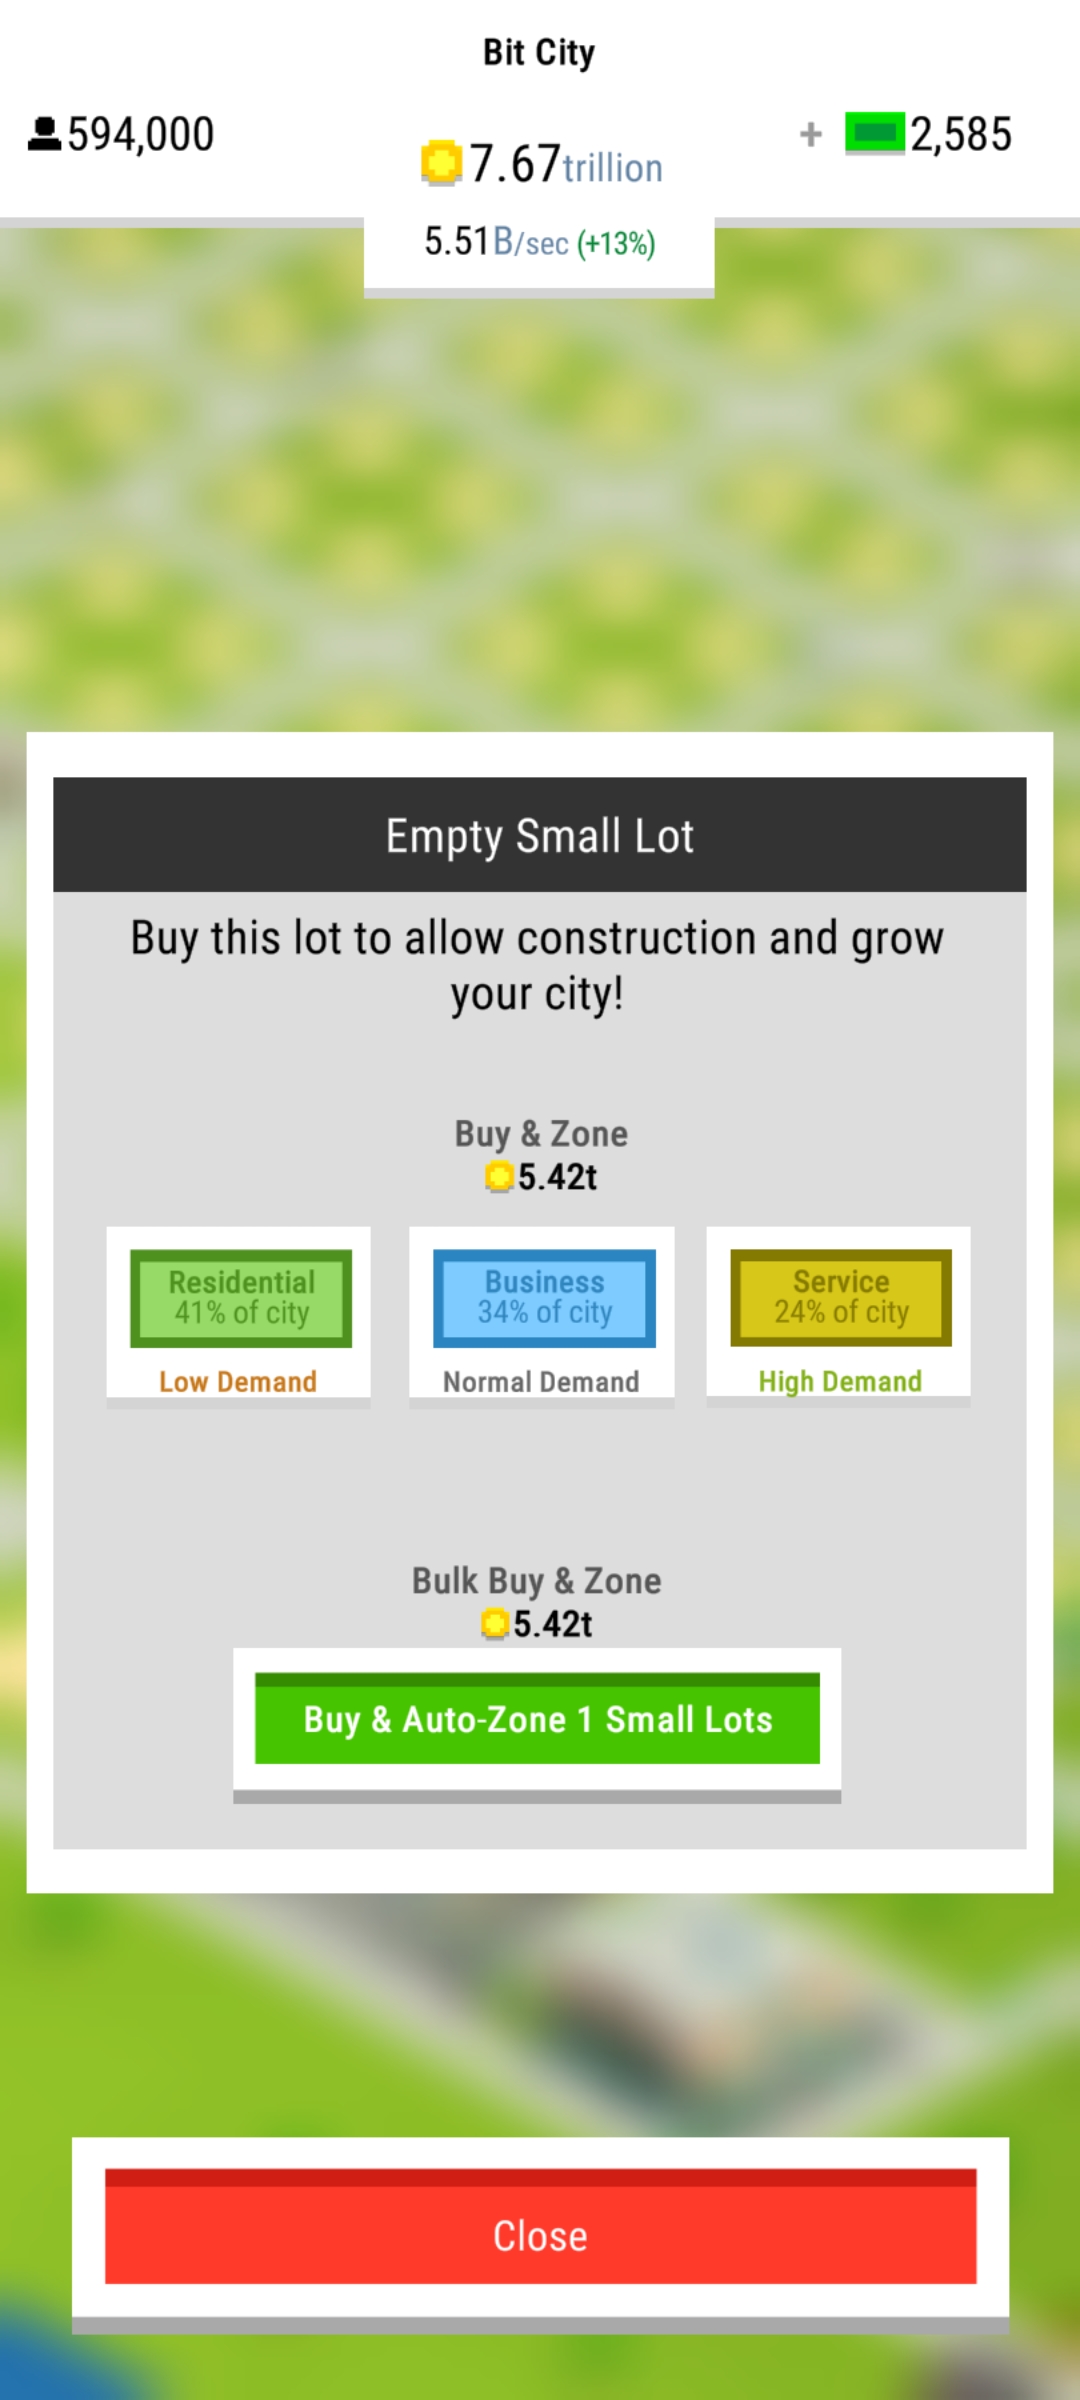 Bit City
594,000
7.67trillion
+ 2,585
5.51B/sec (+13%)
Empty Small Lot
Buy this lot to allow construction and grow
your city!
Buy & Zone
5.42t
Residential
41% of city
Low Demand
Business
34% of city
Normal Demand
Service
24% of city
High Demand
Bulk Buy & Zone
5.42t
Buy & Auto-Zone 1 Small Lots
Close